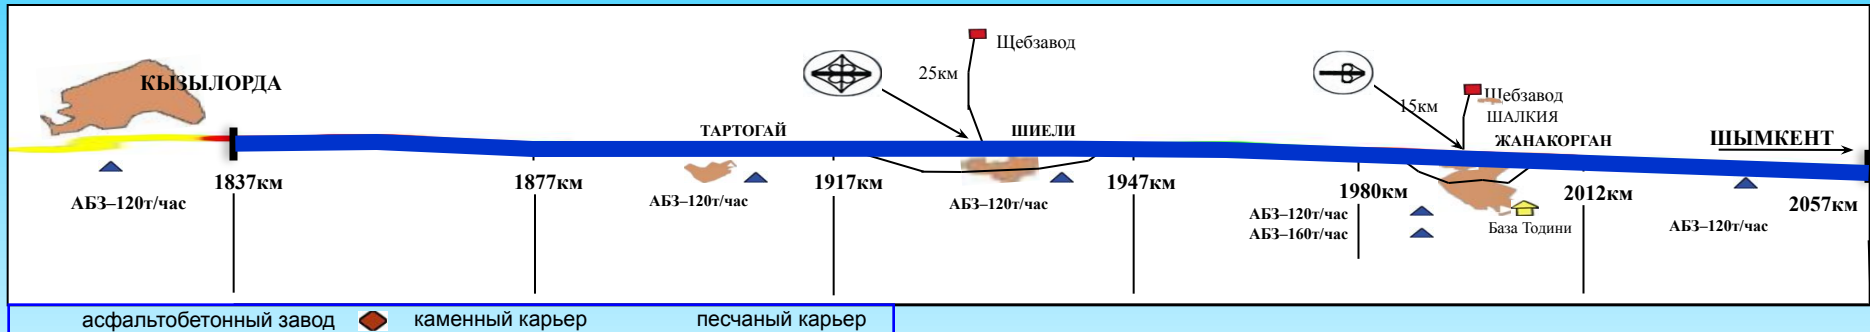 Щебзавод
25км
КЫЗЫЛОРДА
15км
Щебзавод
ШАЛКИЯ
ТАРТОГАЙ
ШИЕЛИ
ЖАНАКОРГАН
ШЫМКЕНТ
1837км
1877км
1917км
1947км
1980км
2012км
2057км
АБЗ–120т/час
АБЗ–120т/час
АБЗ–120т/час
АБЗ–120т/час
АБЗ–160т/час
База Тодини
АБЗ–120т/час
асфальтобетонный завод каменный карьер песчаный карьер